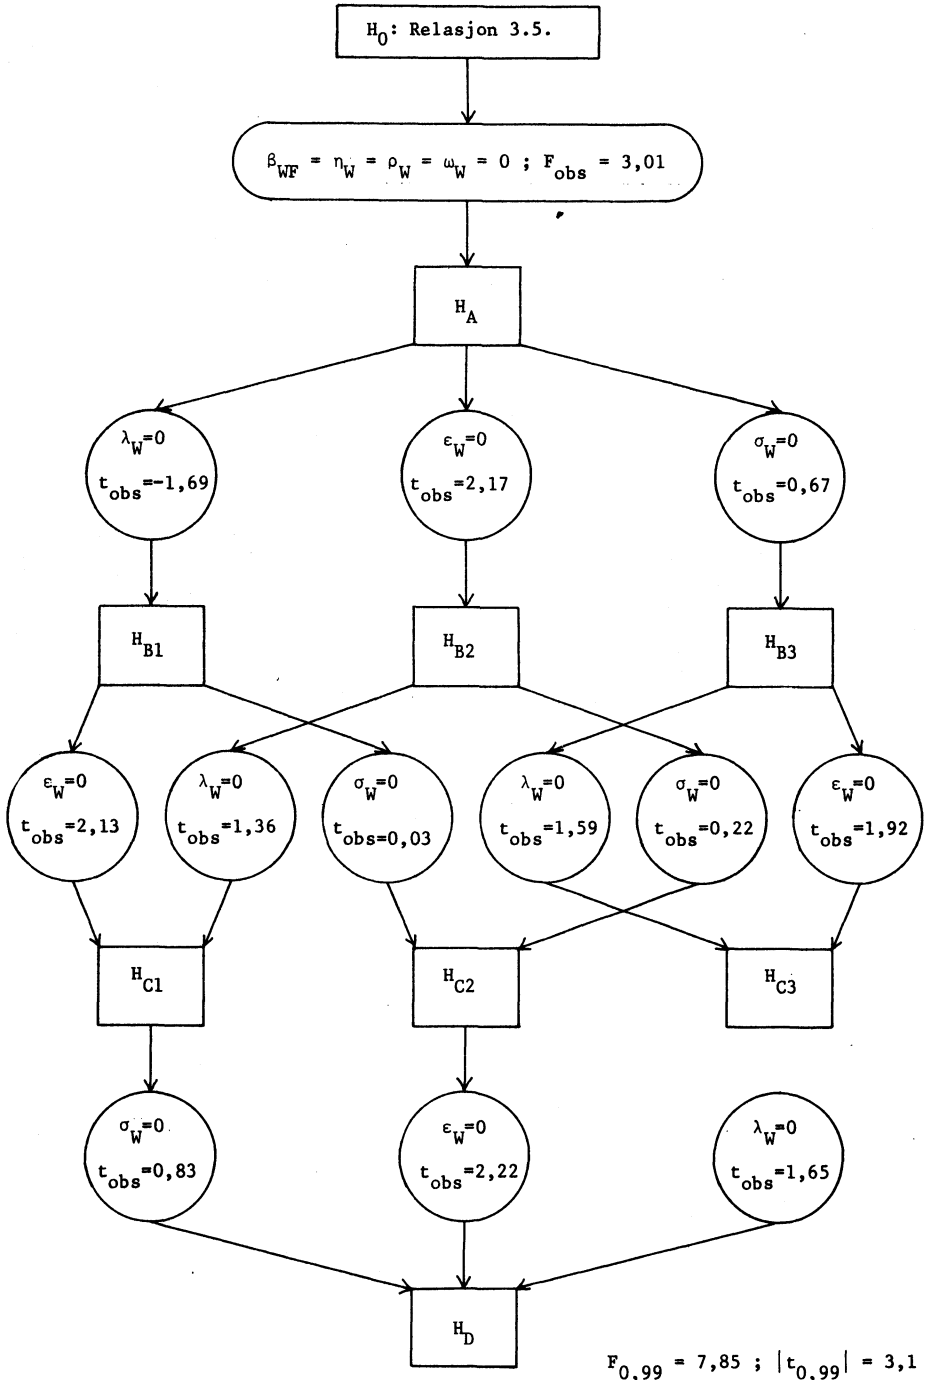 H0: Relasjon 3.5.
βWF = ηW = ρW = ωW = 0 ; Fobs = 3,01
HA
λW=0
tobs=-1,69
εW=0
tobs=2,17
σW=0
tobs=0,67
HB1
HB2
HB3
εW=0
tobs=2,13
λW=0
tobs=1,36
σW=0
tobs=0,03
λW=0
tobs=1,59
σW=0
tobs=0,22
εW=0
tobs=1,92
HC1
HC2
HC3
σW=0
tobs=0,83
εW=0
tobs=2,22
λW=0
tobs=1,65
HD
F0,99 = 7,85 ; |t0,99| = 3,1